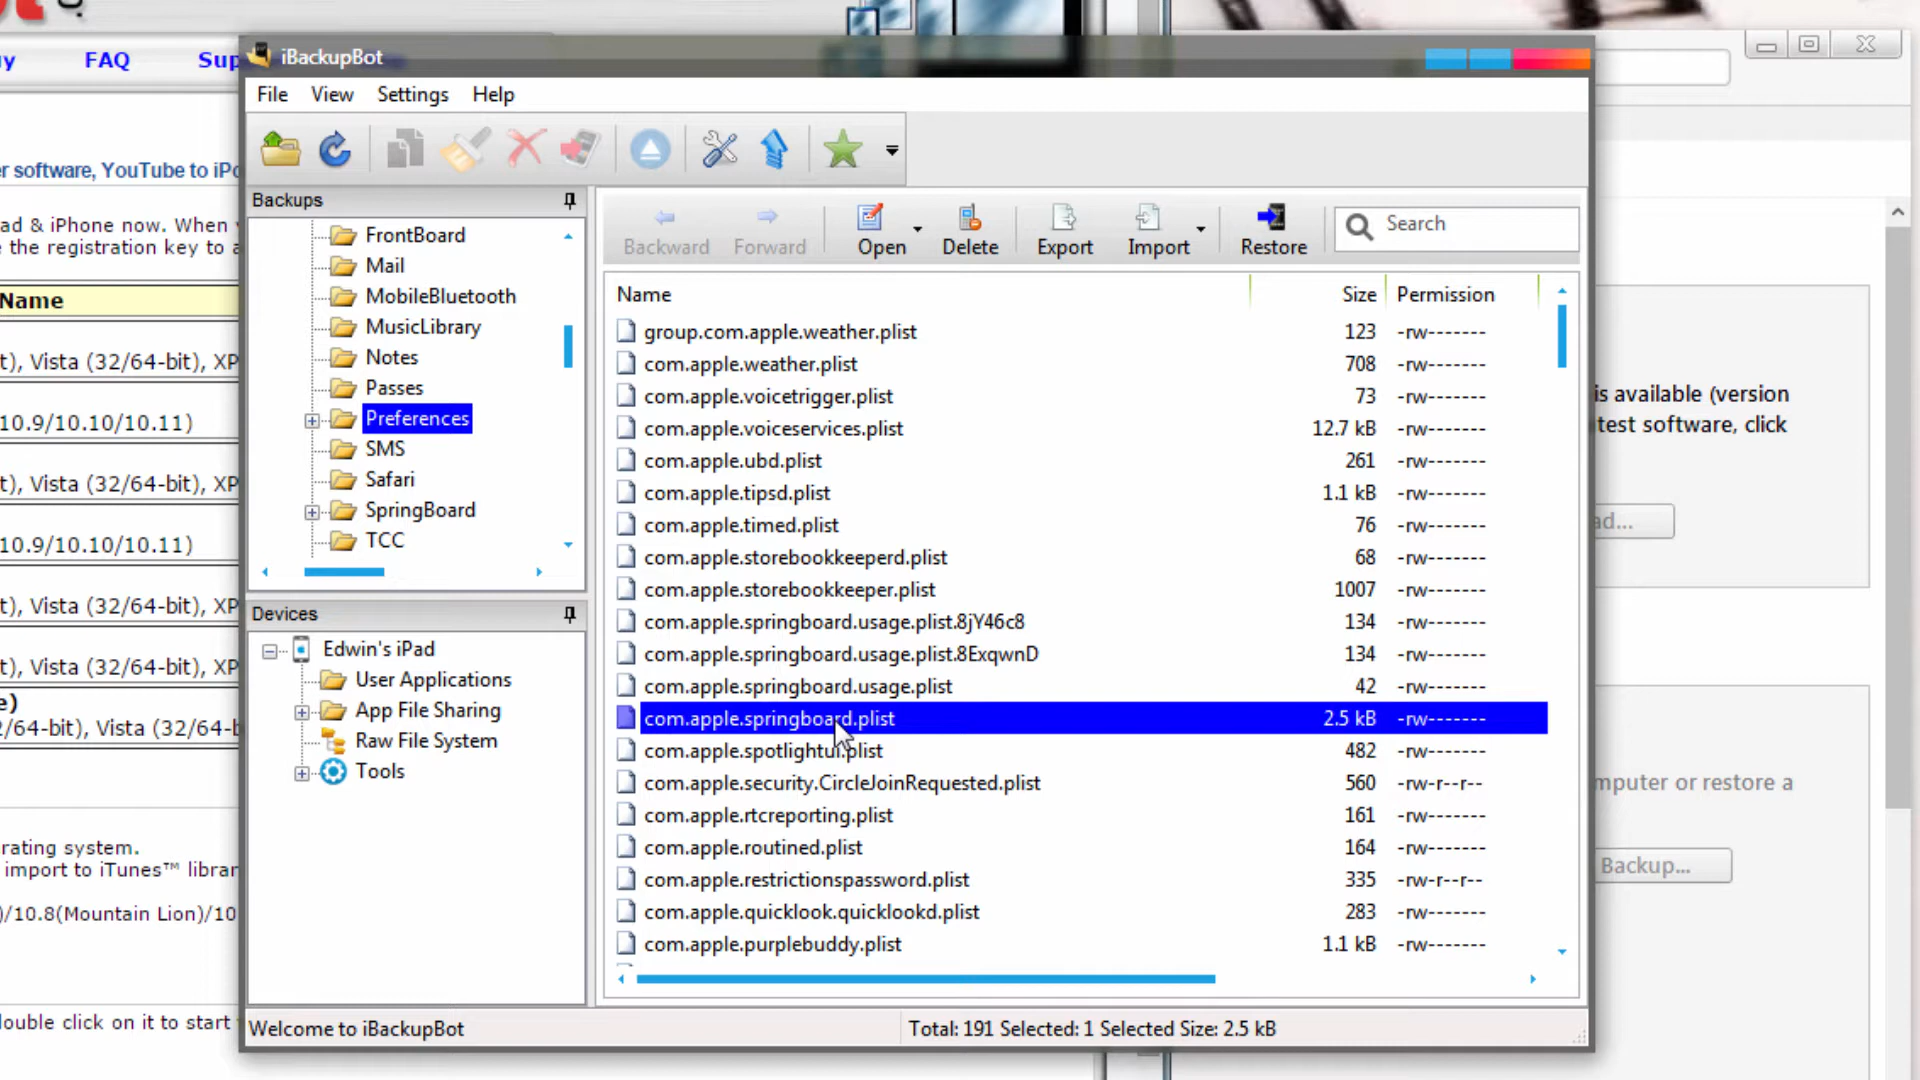 y FAQ Sup
iBackupBot
File View Settings Help
er software, YouTube to iPo
ad & iPhone now. When
e the registration key to a
Name
t), Vista (32/64-bit), XP
10.9/10.10/10.11)
t), Vista (32/64-bit), XP
10.9/10.10/10.11)
t), Vista (32/64-bit), XP
t), Vista (32/64-bit), XP
e)
2/64-bit), Vista (32/64-bit)
rating system.
import to iTunes™ librar
)/10.8(Mountain Lion)/10
louble click on it to start
Backups
FrontBoard
Mail
MobileBluetooth
MusicLibrary
Notes
Passes
Preferences
SMS
Safari
SpringBoard
TCC
Devices
Edwin's iPad
User Applications
App File Sharing
Raw File System
Tools
Backward Forward Open Delete Export Import Restore Search
Name Size Permission
group.com.apple.weather.plist 123 -rw-------
com.apple.weather.plist 708 -rw-------
com.apple.voicetrigger.plist 73 -rw-------
com.apple.voiceservices.plist 12.7 kB -rw-------
com.apple.ubd.plist 261 -rw-------
com.apple.tipsd.plist 1.1 kB -rw-------
com.apple.timed.plist 76 -rw-------
com.apple.storebookkeeperd.plist 68 -rw-------
com.apple.storebookkeeper.plist 1007 -rw-------
com.apple.springboard.usage.plist.8jY46c8 134 -rw-------
com.apple.springboard.usage.plist.8ExqwnD 134 -rw-------
com.apple.springboard.usage.plist 42 -rw-------
com.apple.springboard.plist 2.5 kB -rw-------
com.apple.spotlightui.plist 482 -rw-------
com.apple.security.CircleJoinRequested.plist 560 -rw-r--r--
com.apple.rtcreporting.plist 161 -rw-------
com.apple.routined.plist 164 -rw-------
com.apple.restrictionspassword.plist 335 -rw-r--r--
com.apple.quicklook.quicklookd.plist 283 -rw-------
com.apple.purplebuddy.plist 1.1 kB -rw-------
Welcome to iBackupBot Total: 191 Selected: 1 Selected Size: 2.5 kB
is available (version
test software, click
ad...
mputer or restore a
Backup...